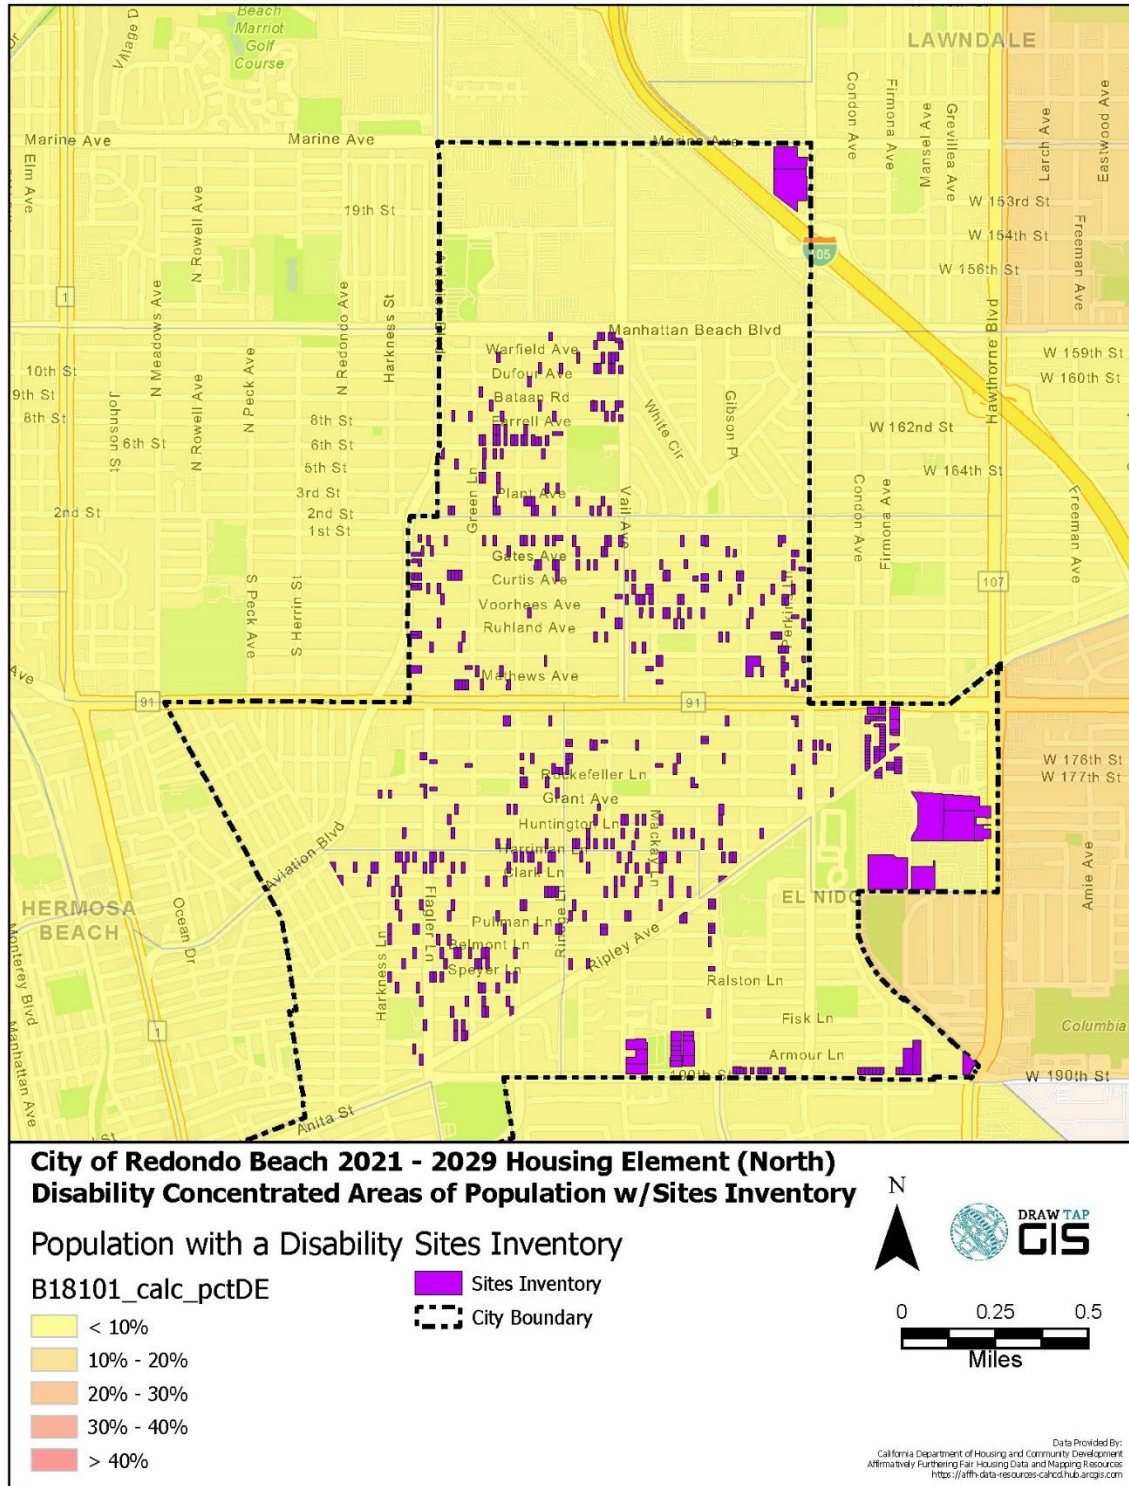 Beach
Marriot
Golf
Course
Village D
LAWNDALE
Condon Ave
Firmona Ave
Mansel Ave
Grevillea Ave
Larch Ave
Eastwood Ave
Marine Ave
Marine Ave
Marine Ave
Elm Ave
N Rowell Ave
19th St
W 153rd St
W 154th St
W 156th St
Freeman Ave
05
1
N Meadows Ave
N Redondo Ave
Harkness St
Manhattan Beach Blvd
Hawthorne Blvd
Warfield Ave
Dufour Ave
Bataan Rd
Farrell Ave
10th St
9th St
8th St
Johnson St
6th St
N Rowell Ave
N Peck Ave
8th St
6th St
5th St
3rd St
2nd St
1st St
2nd St
White Cir
Gibson Pl
W 159th St
W 160th St
W 162nd St
W 164th St
Green Ln
Plant Ave
Vail Ave
Condon Ave
Firmona Ave
Freeman Ave
Gates Ave
Curtis Ave
Voorhees Ave
Ruhland Ave
Mathews Ave
S Peck Ave
S Herrin St
107
Ave
91
91
W 176th St
W 177th St
Rockefeller Ln
Grant Ave
Huntington Ln
Harriman Ln
Clark Ln
Mackay Ln
Aviation Blvd
HERMOSA
BEACH
Ocean Dr
Monterey Blvd
Manhattan Ave
Harkness Ln
Flagler Ln
Pullman Ln
Belmont Ln
Speyer Ln
Rindge Ln
Ripley Ave
EL NIDO
Amie Ave
Ralston Ln
Fisk Ln
Armour Ln
190th St
W 190th St
Columbia
1
Anita St
City of Redondo Beach 2021 - 2029 Housing Element (North)
Disability Concentrated Areas of Population w/Sites Inventory
Population with a Disability Sites Inventory
B18101_calc_pctDE
< 10%
10% - 20%
20% - 30%
30% - 40%
> 40%
Sites Inventory
City Boundary
N
DRAW TAP
GIS
0 0.25 0.5
Miles
Data Provided By:
California Department of Housing and Community Development
Affirmatively Furthering Fair Housing Data and Mapping Resources
https://affh-data-resources-cahcd.hub.arcgis.com